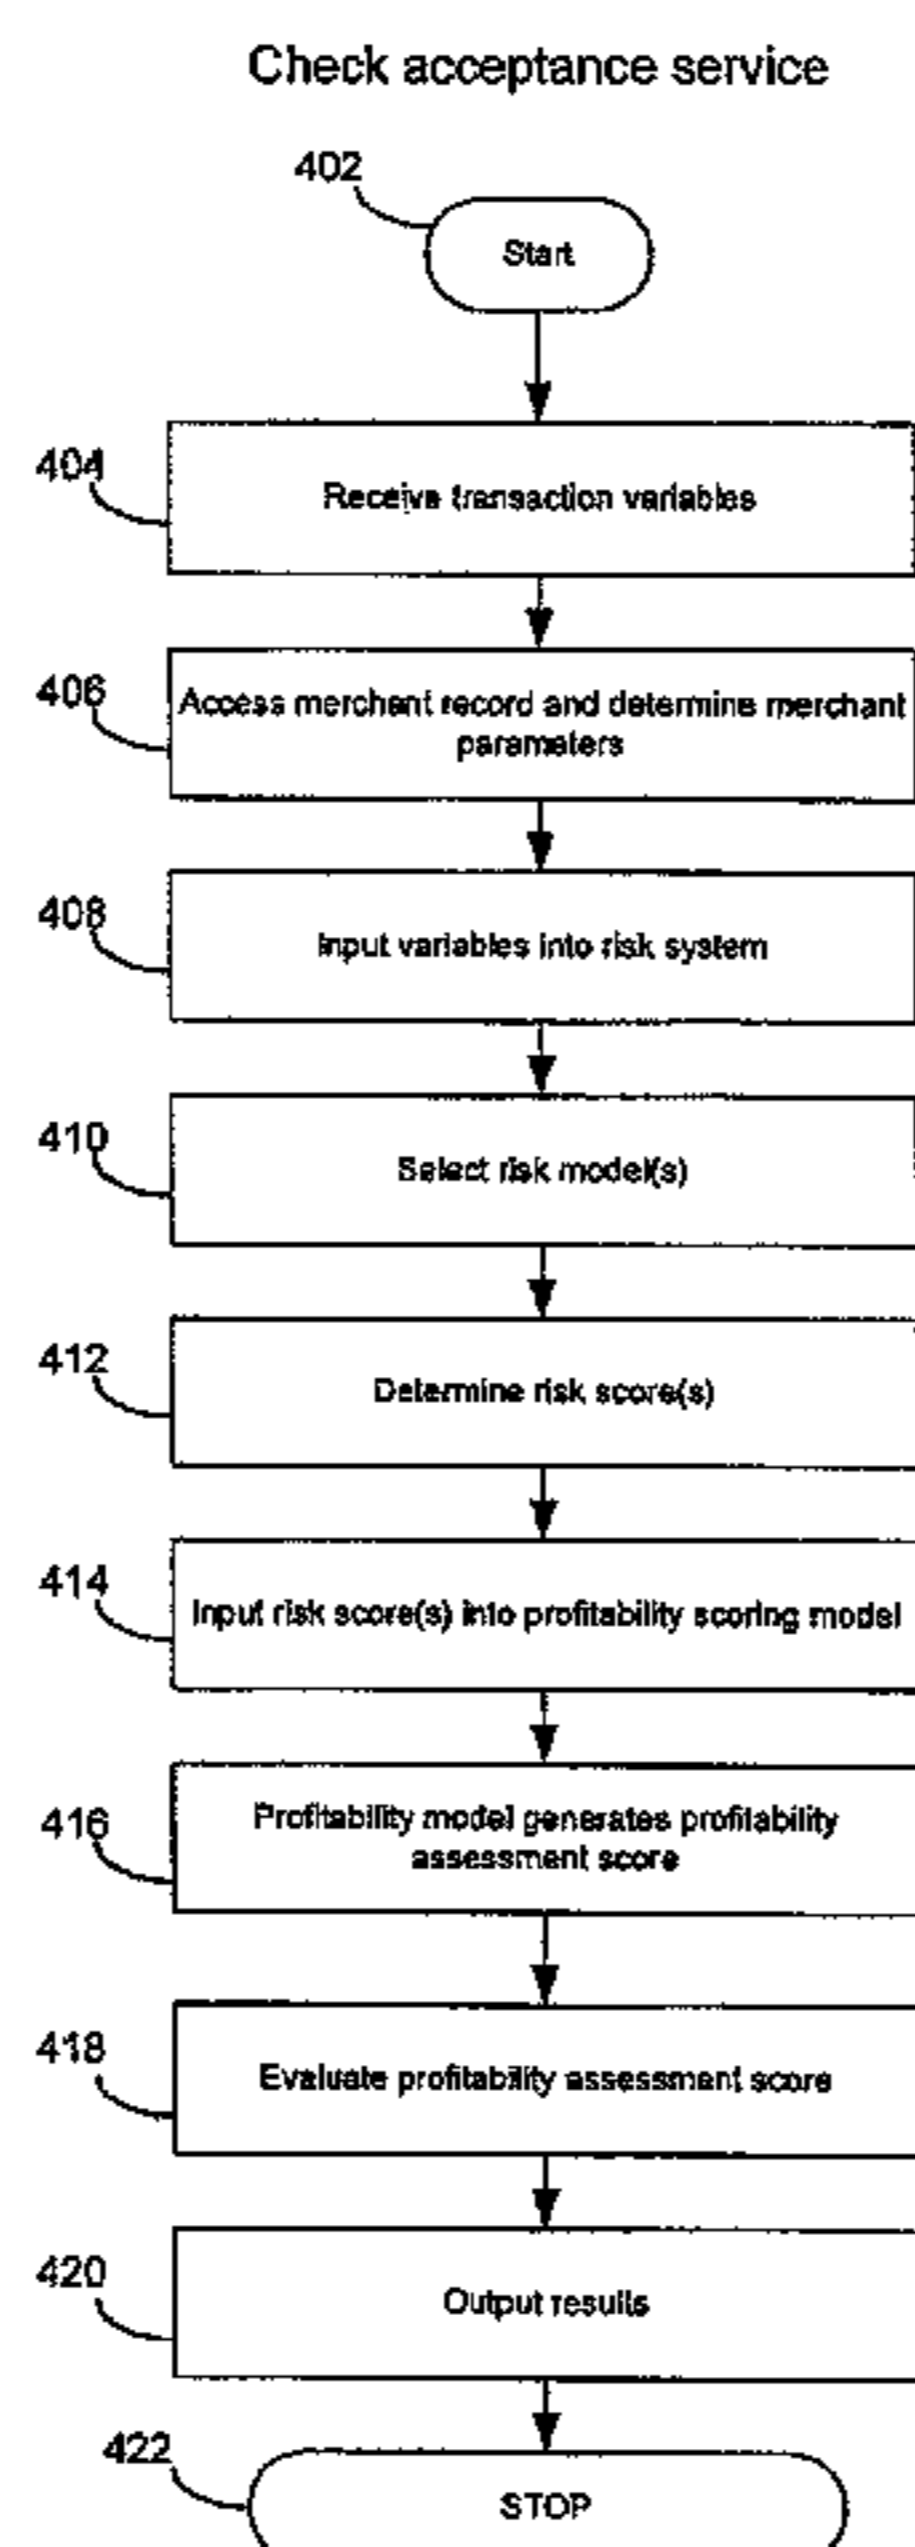 Check acceptance service
402
Start
404
Receive transaction variables
406
Access merchant record and determine merchant
parameters
408
Input variables into risk system
410
Select risk model(s)
412
Determine risk score(s)
414
Input risk score(s) into profitability scoring model
416
Profitability model generates profitability
assessment score
418
Evaluate profitability assessment score
420
Output results
422
STOP